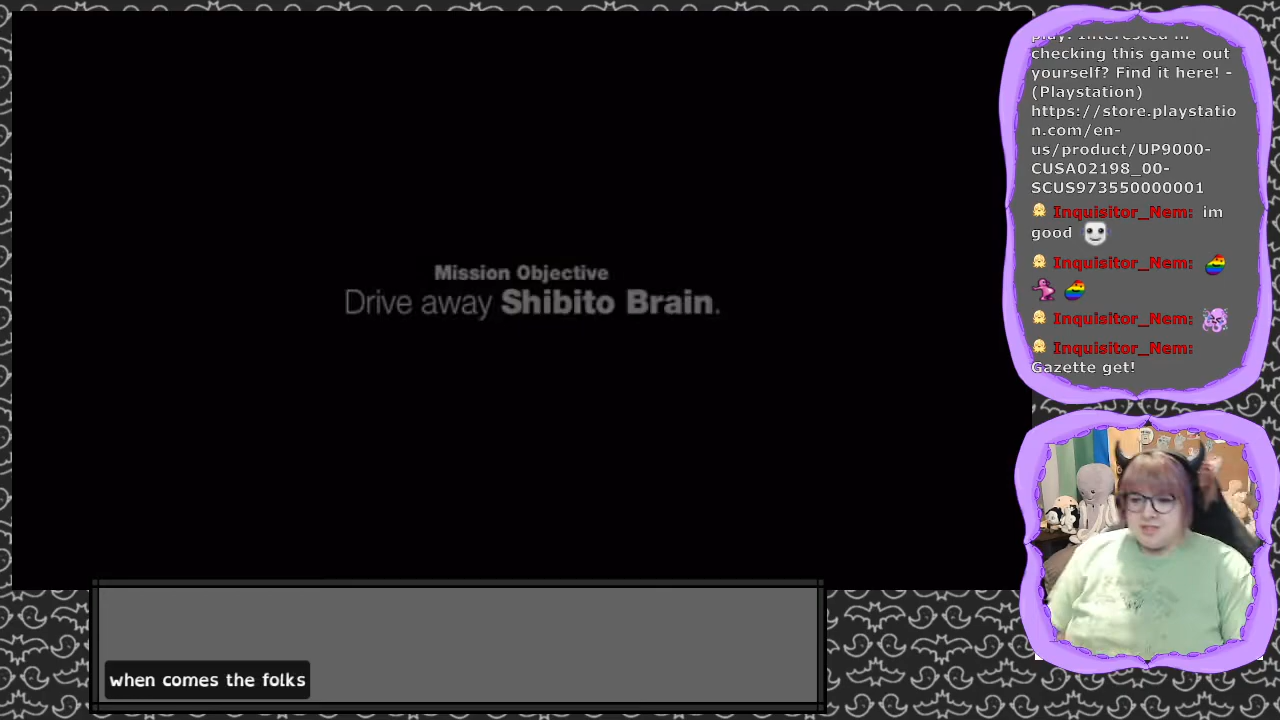 Mission Objective
Drive away Shibito Brain.
checking this game out
yourself? Find it here! -
(Playstation)
https://store.playstatio
n.com/en-
us/product/UP9000-
CUSA02198_00-
SCUS973550000001
Inquisitor_Nem: im
good
Inquisitor_Nem:
Inquisitor_Nem:
Inquisitor_Nem:
Gazette get!
when comes the folks